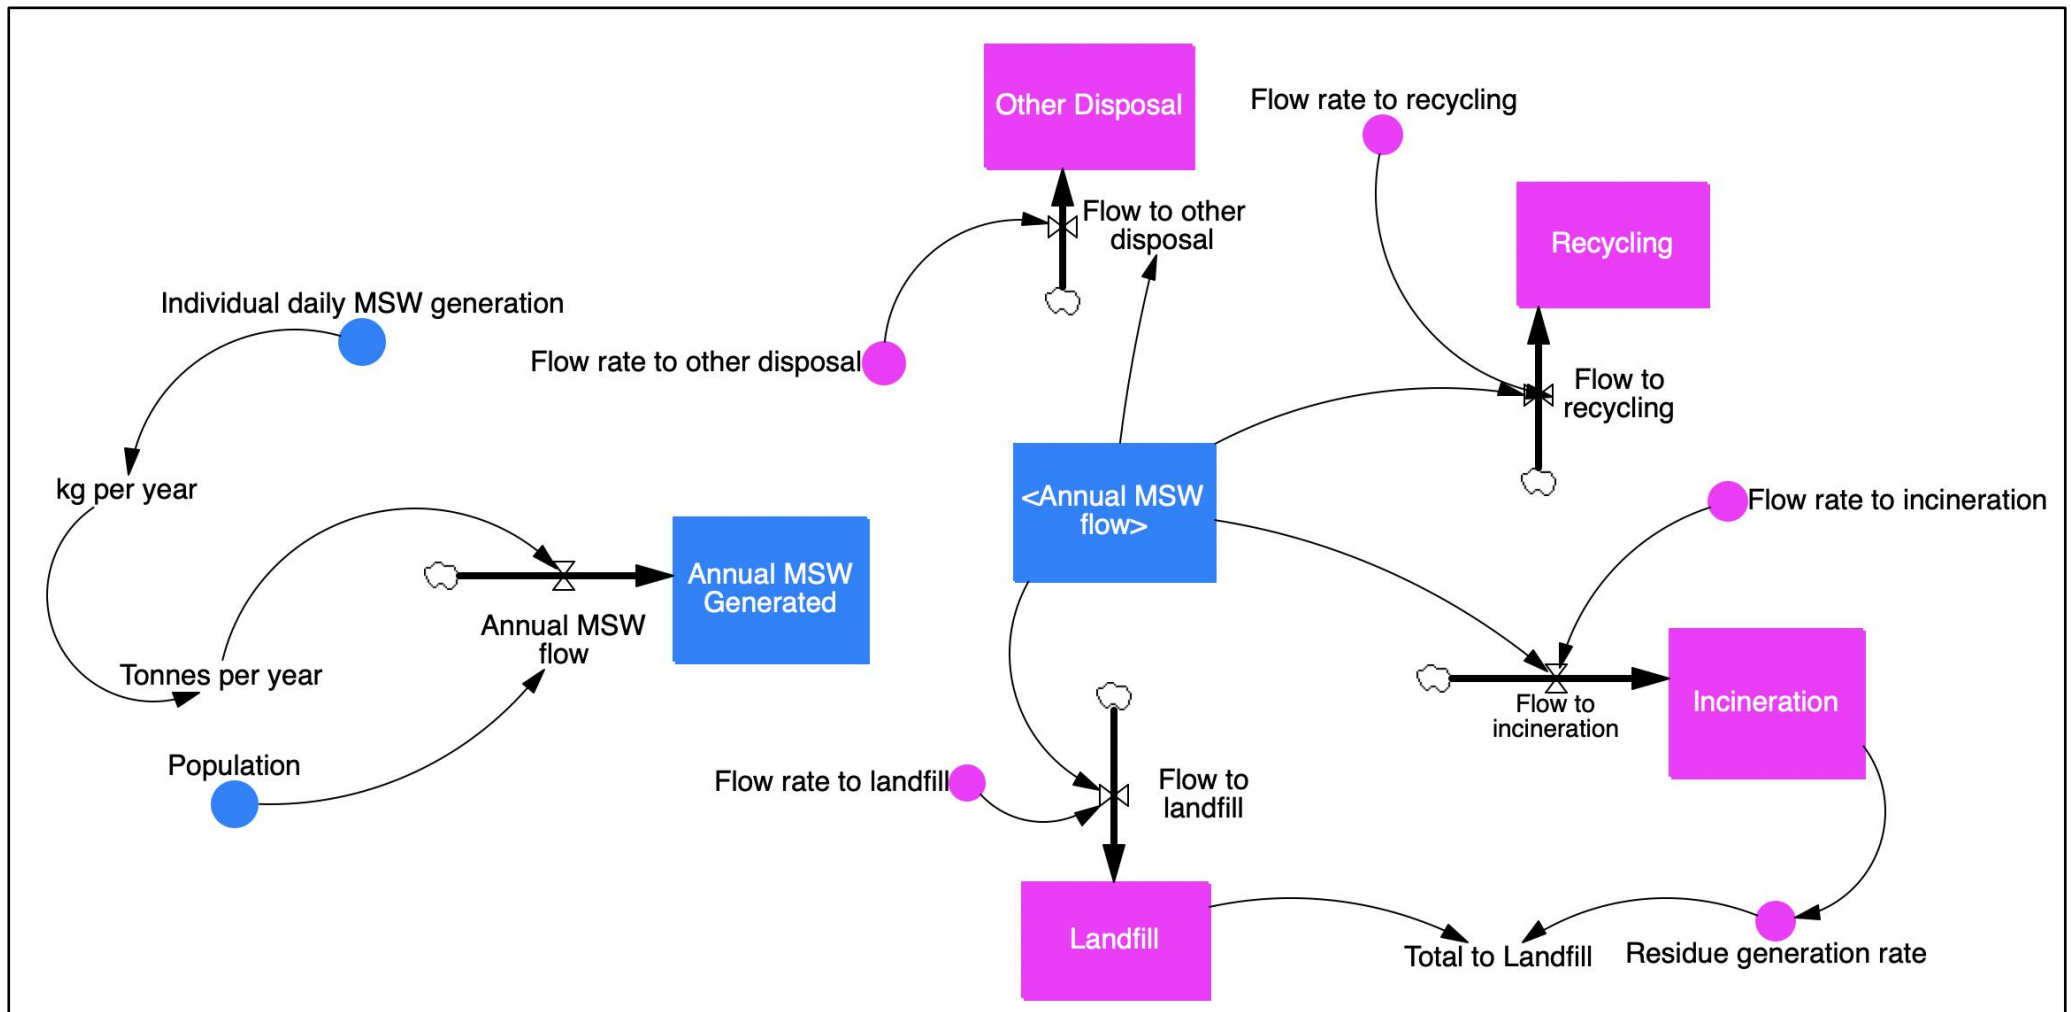 Other Disposal
Flow rate to recycling
Flow to other
disposal
Recycling
Individual daily MSW generation
Flow rate to other disposal
Flow to
recycling
kg per year
<Annual MSW
flow>
Flow rate to incineration
Annual MSW
Generated
Annual MSW
flow
Tonnes per year
Flow to
incineration
Incineration
Population
Flow rate to landfill
Flow to
landfill
Landfill
Total to Landfill
Residue generation rate